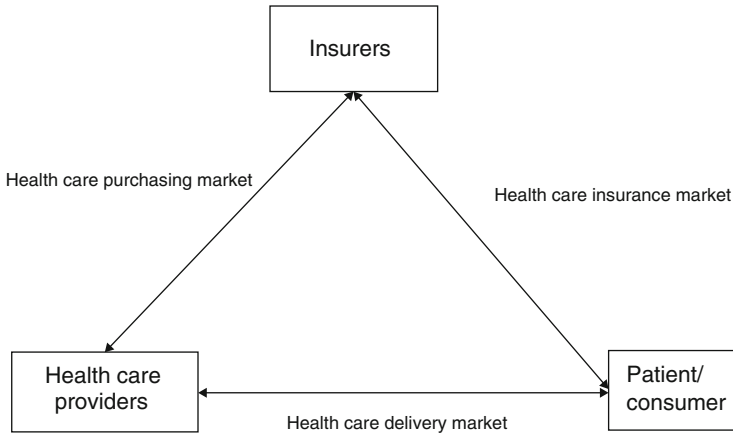 Insurers
Health care purchasing market
Health care insurance market
Health care
providers
Patient/
consumer
Health care delivery market